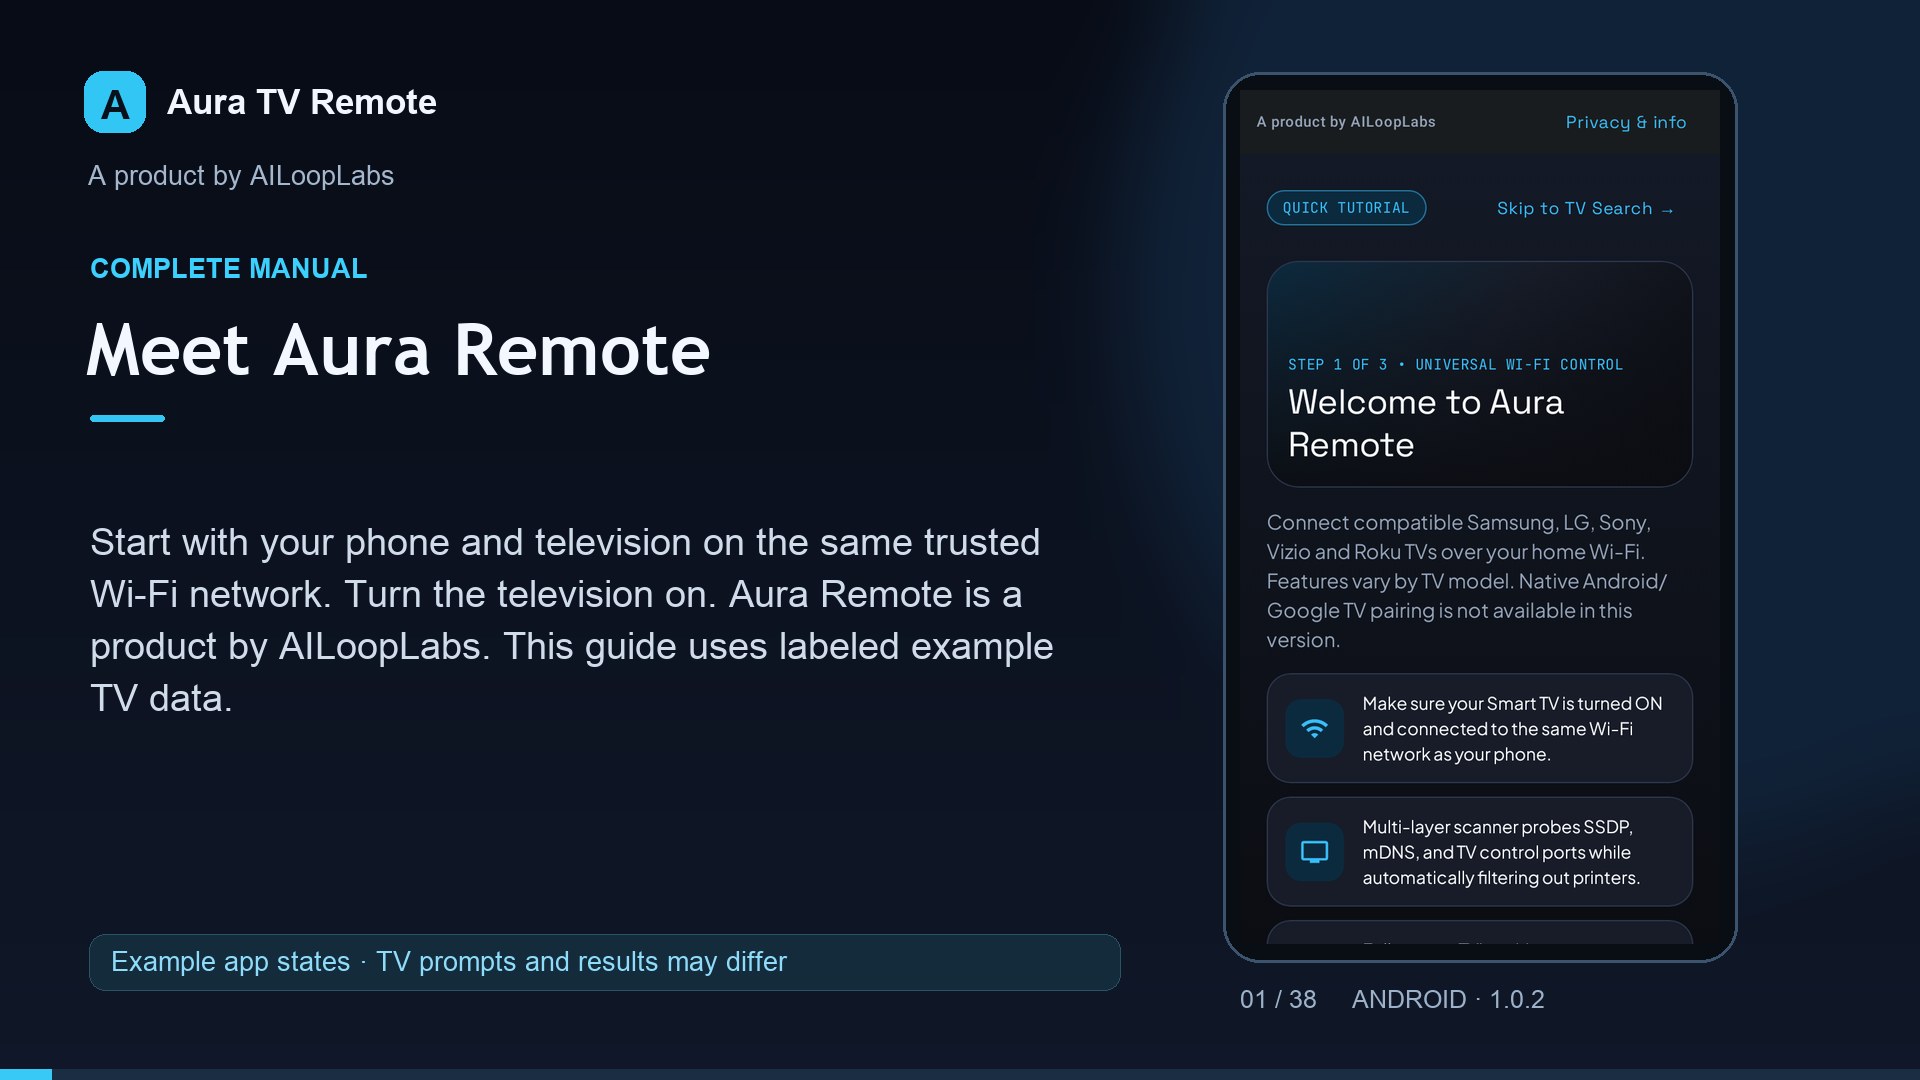 A
Aura TV Remote
A product by AILoopLabs
COMPLETE MANUAL
Meet Aura Remote
Start with your phone and television on the same trusted
Wi-Fi network. Turn the television on. Aura Remote is a
product by AILoopLabs. This guide uses labeled example
TV data.
Example app states · TV prompts and results may differ
A product by AILoopLabs
Privacy & info
QUICK TUTORIAL
Skip to TV Search →
STEP 1 OF 3 • UNIVERSAL WI-FI CONTROL
Welcome to Aura
Remote
Connect compatible Samsung, LG, Sony,
Vizio and Roku TVs over your home Wi-Fi.
Features vary by TV model. Native Android/
Google TV pairing is not available in this
version.
Make sure your Smart TV is turned ON
and connected to the same Wi-Fi
network as your phone.
Multi-layer scanner probes SSDP,
mDNS, and TV control ports while
automatically filtering out printers.
01 / 38 ANDROID · 1.0.2